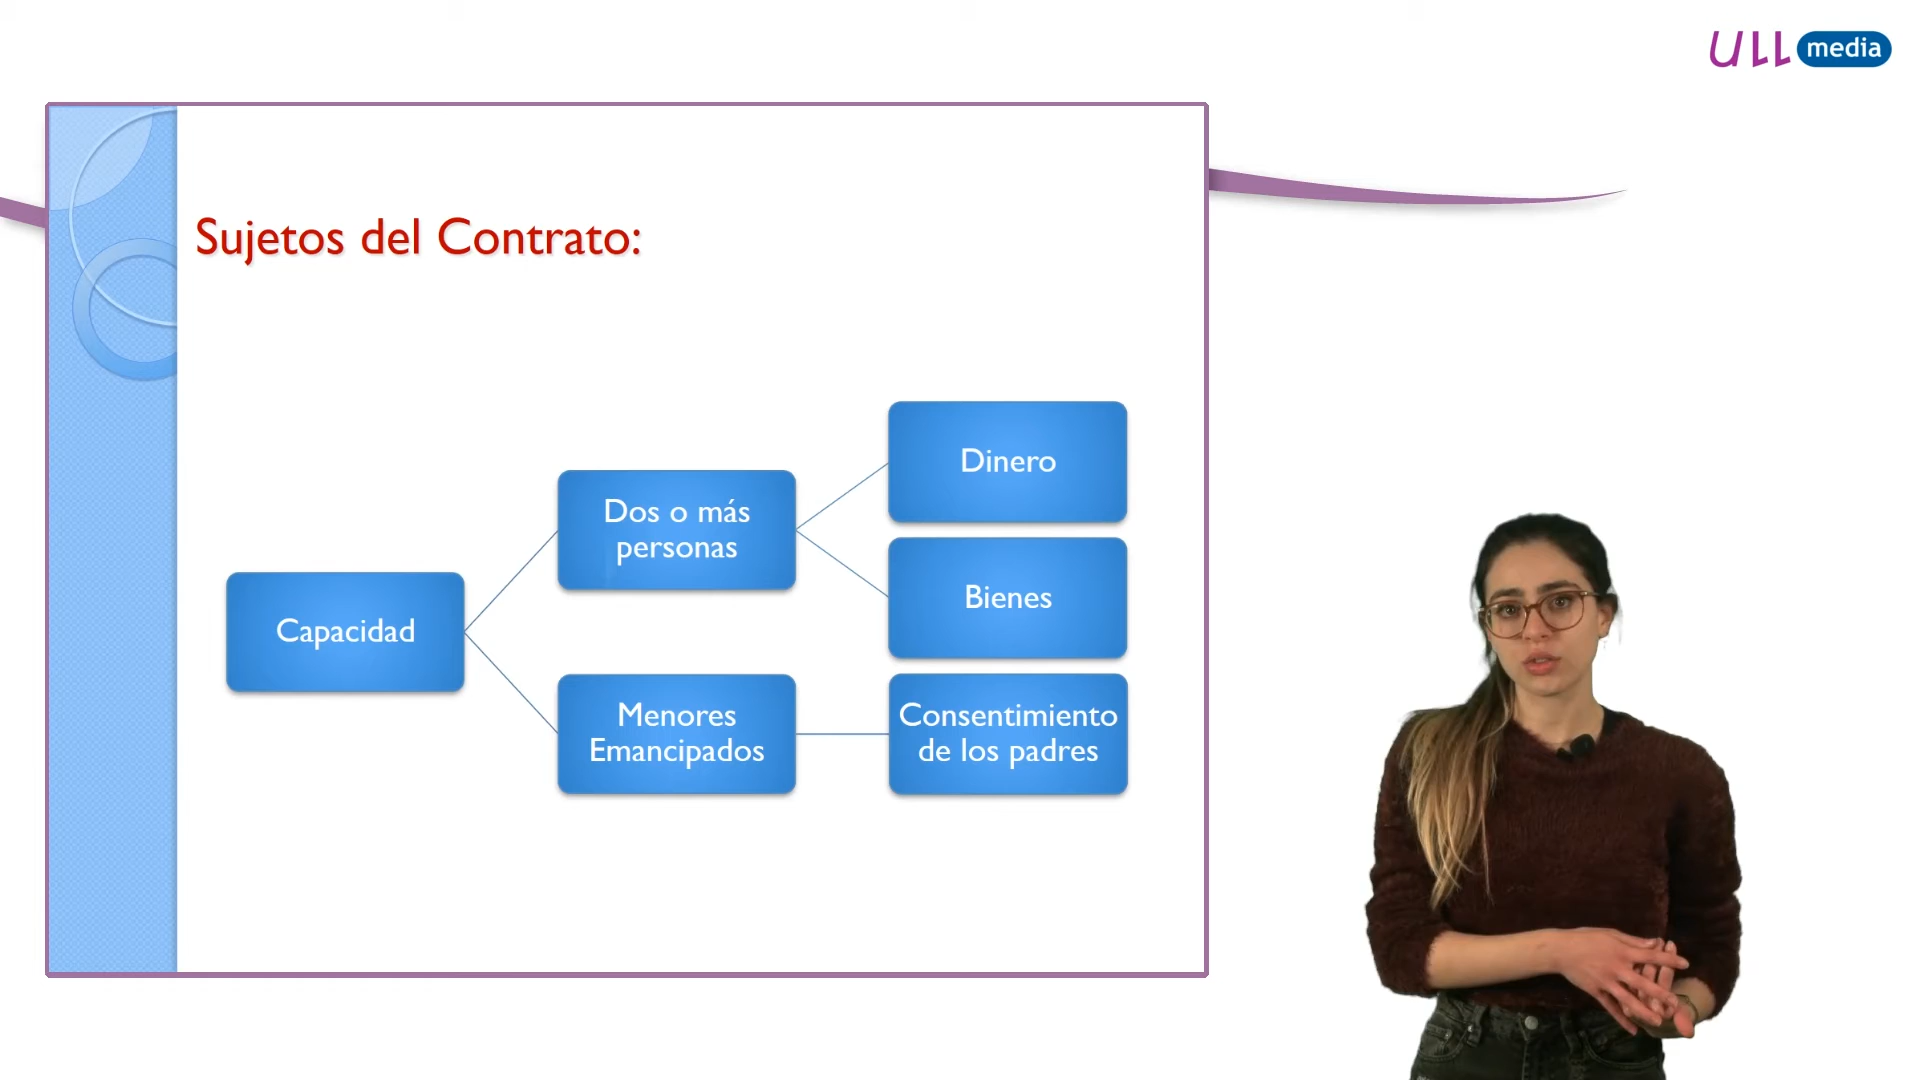 ULL media
Sujetos del Contrato:
Capacidad
Dos o más
personas
Dinero
Bienes
Menores
Emancipados
Consentimiento
de los padres